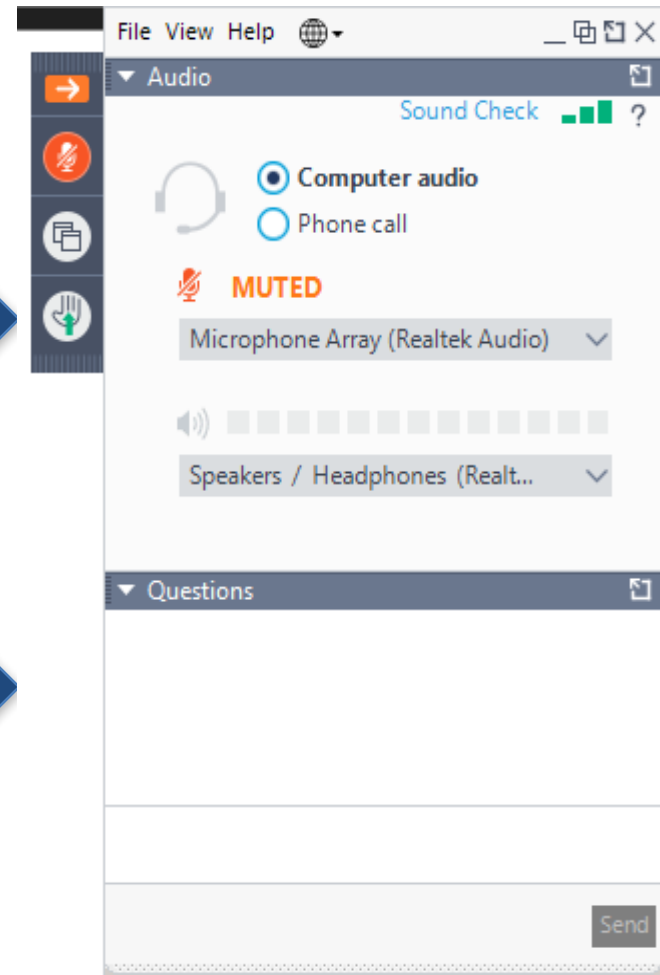 File View Help
Audio
Sound Check ?
Computer audio
Phone call
MUTED
Microphone Array (Realtek Audio)
Speakers / Headphones (Realt...
Questions
Send